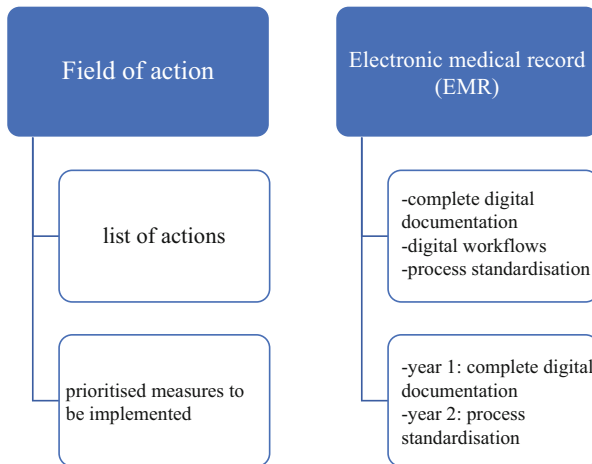 Field of action
list of actions
prioritised measures to
be implemented
Electronic medical record
(EMR)
-complete digital
documentation
-digital workflows
-process standardisation
-year 1: complete digital
documentation
-year 2: process
standardisation